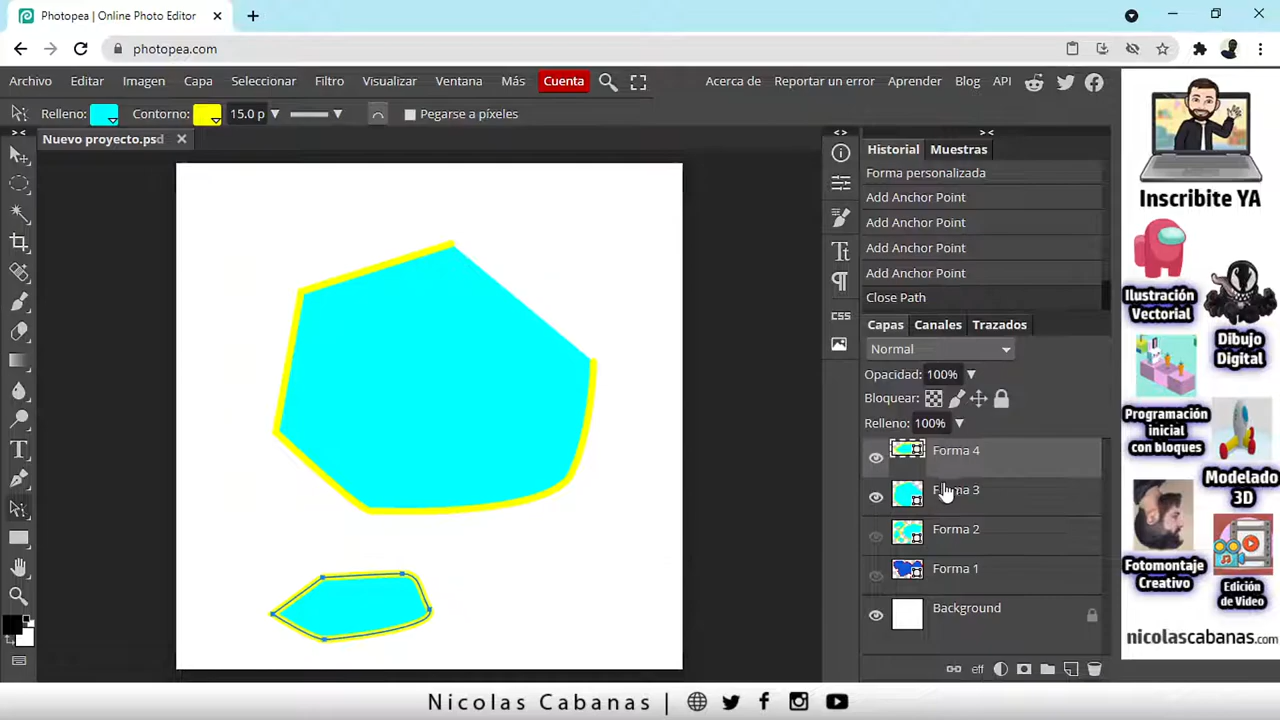 Photopea | Online Photo Editor
photopea.com
Archivo Editar Imagen Capa Seleccionar Filtro Visualizar Ventana Más Cuenta Acerca de Reportar un error Aprender Blog API
Relleno: Contorno: 15.0 p Pegarse a píxeles
Nuevo proyecto.psd
Historial Muestras
Forma personalizada
Add Anchor Point
Add Anchor Point
Add Anchor Point
Add Anchor Point
Close Path
CSS
Capas Canales Trazados
Normal
Opacidad: 100%
Bloquear:
Relleno: 100%
Forma 4
Forma 3
Forma 2
Forma 1
Background
eff
Inscribite YA
Ilustración
Vectorial
Dibujo
Digital
Programación
inicial
con bloques
Modelado
3D
Fotomontaje
Creativo
Edición
de Video
nicolascabanas.com
Nicolas Cabanas |